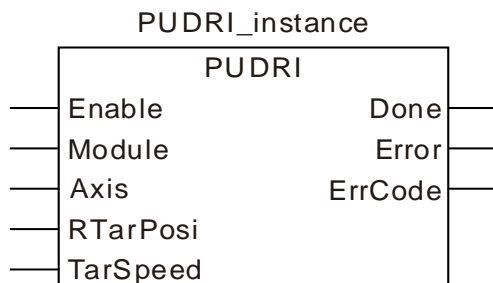 PUDRI_instance
PUDRI
Enable Done
Module Error
Axis ErrCode
RTarPosi
TarSpeed